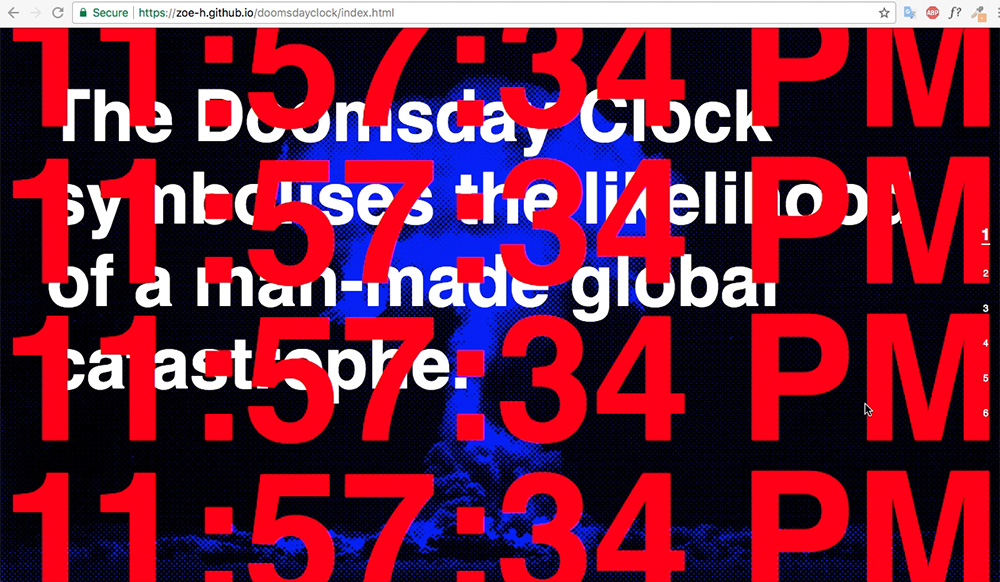 Secure
https://zoe-h.github.io/doomsdayclock/index.html
ABP
f?
11:57:34 PM
The Doomsday Clock
11:57:34 PM
symbolises the likelihood
1
of a man-made global
2
3
11:57:34 PM
catastrophe.
4
5
6
11:57:34 PM